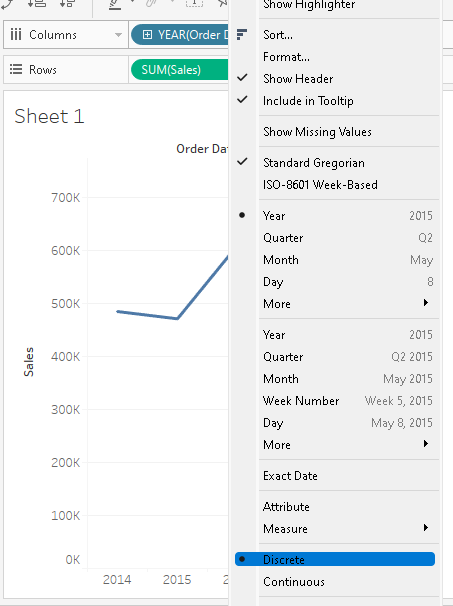 Show Highlighter
Columns
YEAR(Order D
Sort...
Format...
Rows
SUM(Sales)
Show Header
Include in Tooltip
Sheet 1
Show Missing Values
Order Dat
Standard Gregorian
ISO-8601 Week-Based
Year 2015
Quarter Q2
Month May
Day 8
More
Year 2015
Quarter Q2 2015
Month May 2015
Week Number Week 5, 2015
Day May 8, 2015
More
Exact Date
Attribute
Measure
Discrete
Continuous
700K
600K
500K
400K
300K
200K
100K
0K
Sales
2014 2015 2